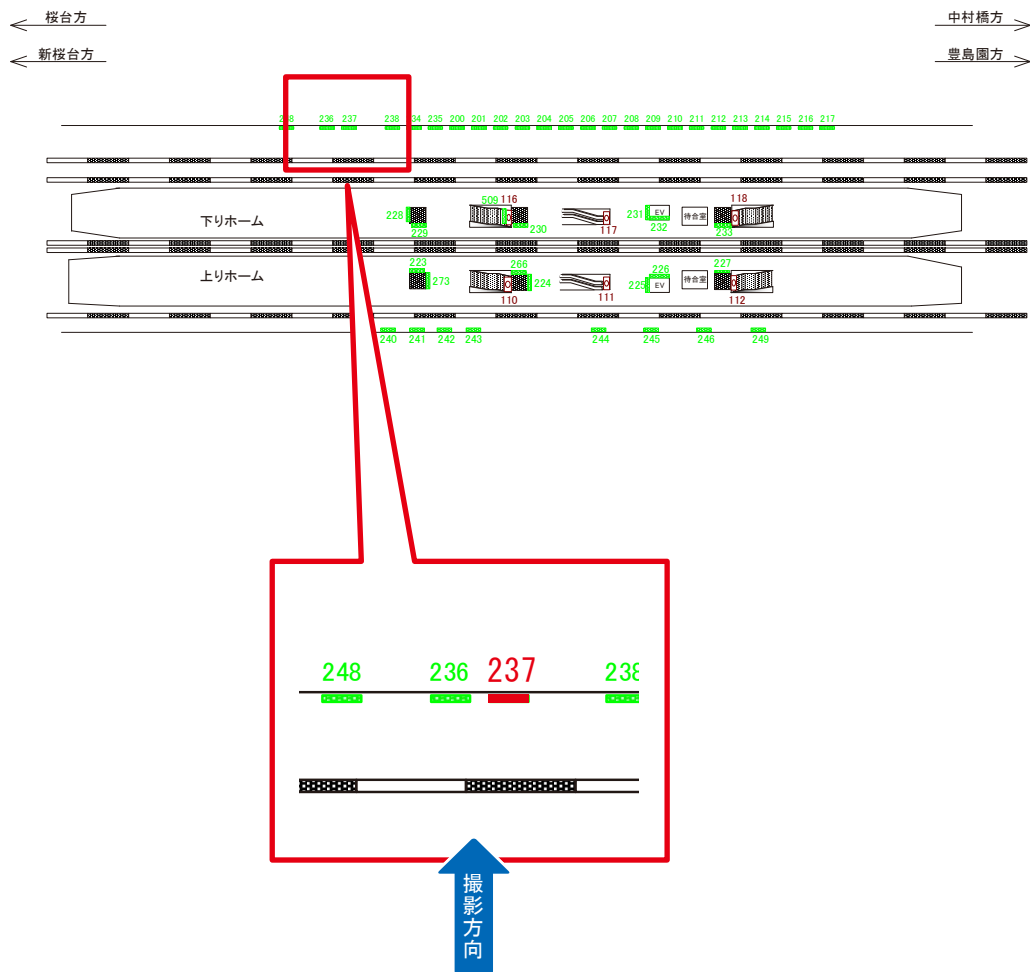 桜台方
中村橋方
新桜台方
豊島園方
238 237 238 235 200 201 202 203 204 205 206 207 208 209 210 211 212 213 214 215 216 217
509 116 118
下りホーム 228 231 EV 待合室
229 230 117 232 233
223 266 226 227
上りホーム 273 224 225 EV 待合室
110 111 112
240 241 242 243 244 245 246 249
248 236 237 238
撮影方向